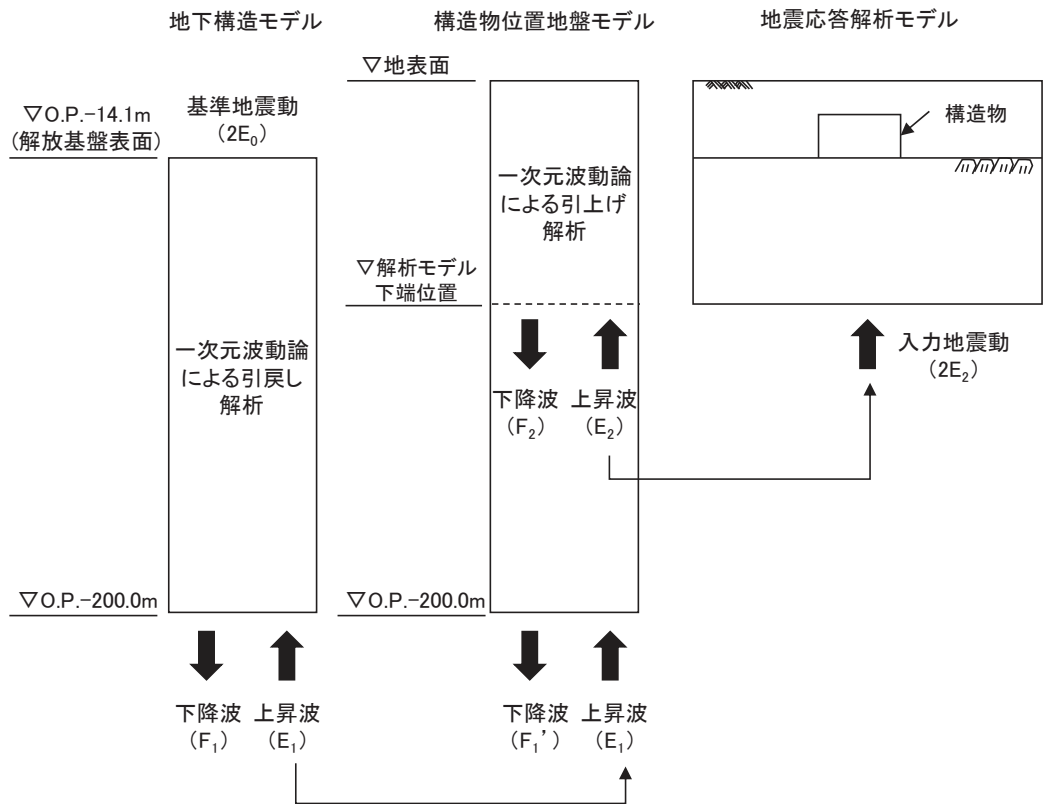 地下構造モデル
▽O.P.-14.1m
(解放基盤表面)
基準地震動
(2E₀)
一次元波動論
による引戻し
解析
▽O.P.-200.0m
下降波
(F₁)
上昇波
(E₁)
構造物位置地盤モデル
▽地表面
一次元波動論
による引上げ
解析
▽解析モデル
下端位置
下降波
(F₂)
上昇波
(E₂)
▽O.P.-200.0m
下降波
(F₁’)
上昇波
(E₁)
地震応答解析モデル
構造物
入力地震動
(2E₂)